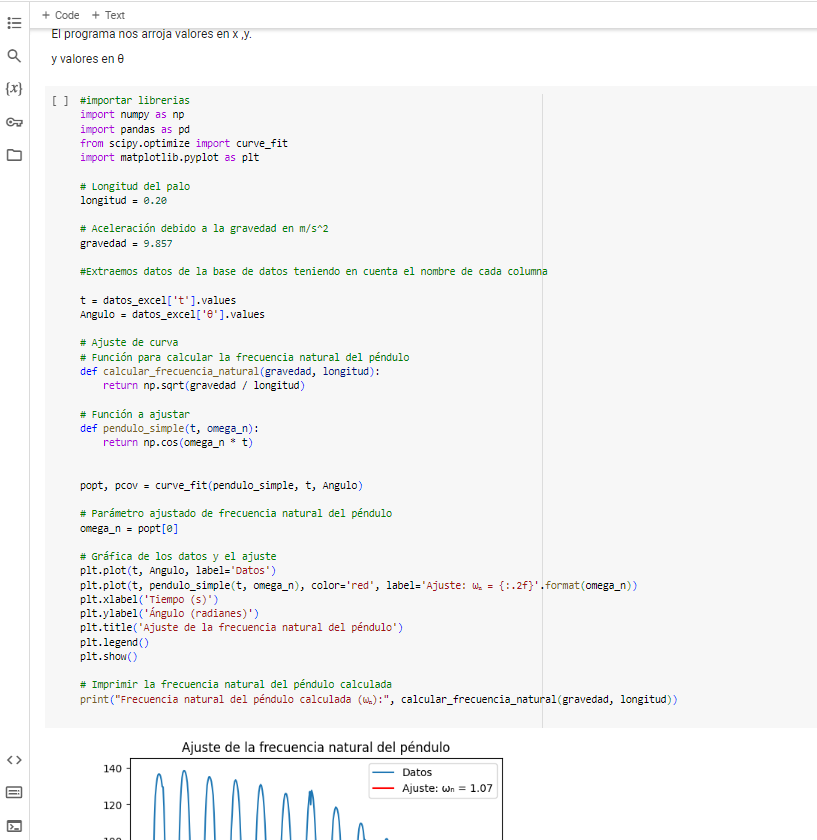 + Code + Text
El programa nos arroja valores en x ,y.
y valores en θ
[ ] #importar librerias
import numpy as np
import pandas as pd
from scipy.optimize import curve_fit
import matplotlib.pyplot as plt
# Longitud del palo
longitud = 0.20
# Aceleración debido a la gravedad en m/s^2
gravedad = 9.857
#Extraemos datos de la base de datos teniendo en cuenta el nombre de cada columna
t = datos_excel['t'].values
Angulo = datos_excel['θ'].values
# Ajuste de curva
# Función para calcular la frecuencia natural del péndulo
def calcular_frecuencia_natural(gravedad, longitud):
return np.sqrt(gravedad / longitud)
# Función a ajustar
def pendulo_simple(t, omega_n):
return np.cos(omega_n * t)
popt, pcov = curve_fit(pendulo_simple, t, Angulo)
# Parámetro ajustado de frecuencia natural del péndulo
omega_n = popt[0]
# Gráfica de los datos y el ajuste
plt.plot(t, Angulo, label='Datos')
plt.plot(t, pendulo_simple(t, omega_n), color='red', label='Ajuste: ωₙ = {:.2f}'.format(omega_n))
plt.xlabel('Tiempo (s)')
plt.ylabel('Ángulo (radianes)')
plt.title('Ajuste de la frecuencia natural del péndulo')
plt.legend()
plt.show()
# Imprimir la frecuencia natural del péndulo calculada
print("Frecuencia natural del péndulo calculada (ωₙ):", calcular_frecuencia_natural(gravedad, longitud))
Ajuste de la frecuencia natural del péndulo
140
Datos
Ajuste: ωₙ = 1.07
120